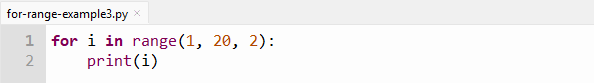 for-range-example3.py ×
1 for i in range(1, 20, 2):
2     print(i)